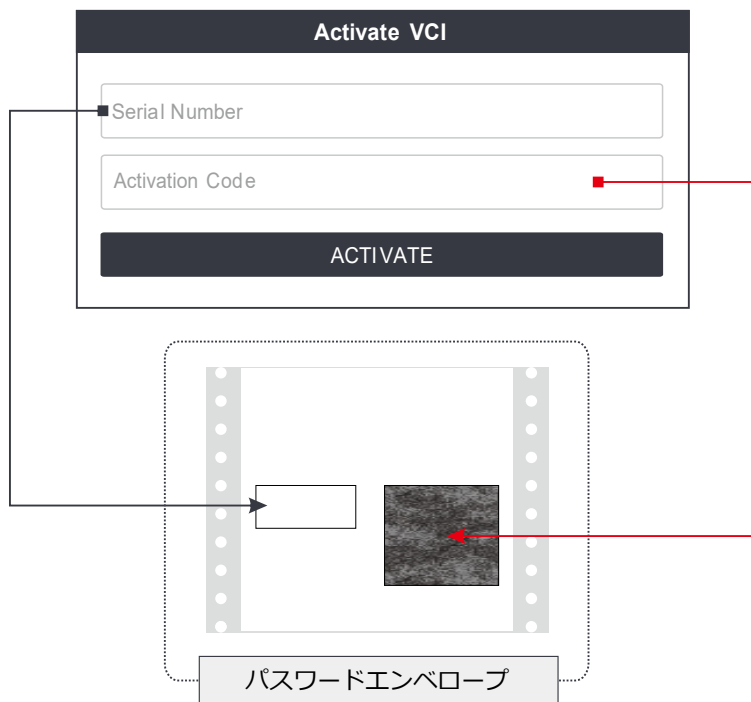 Activate VCI
Serial Number
Activation Code
ACTIVATE
パスワードエンベロープ